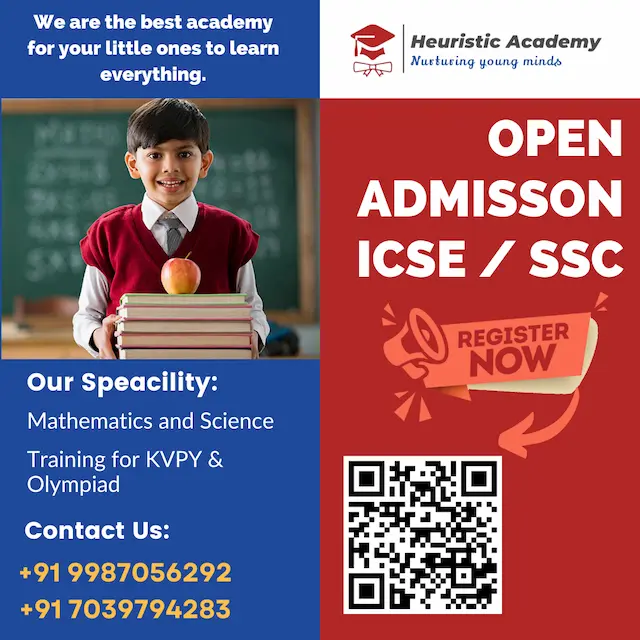 We are the best academy
for your little ones to learn
everything.
Heuristic Academy
Nurturing young minds
OPEN
ADMISSON
ICSE / SSC
REGISTER
NOW
Our Speacility:
Mathematics and Science
Training for KVPY &
Olympiad
Contact Us:
+91 9987056292
+91 7039794283